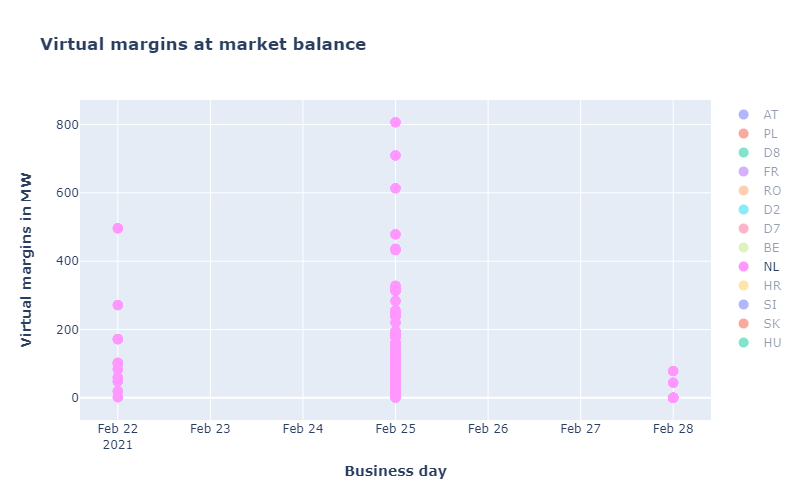 Virtual margins at market balance
Virtual margins in MW
800
600
400
200
0
Feb 22
2021
Feb 23
Feb 24
Feb 25
Feb 26
Feb 27
Feb 28
Business day
AT
PL
D8
FR
RO
D2
D7
BE
NL
HR
SI
SK
HU